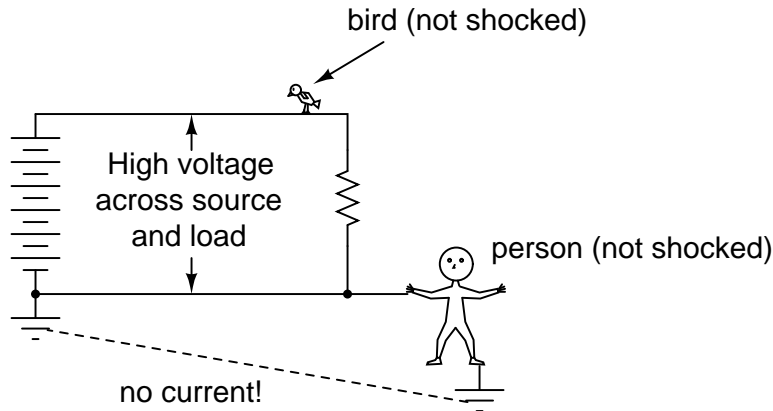 bird (not shocked)
High voltage
across source
and load
person (not shocked)
no current!